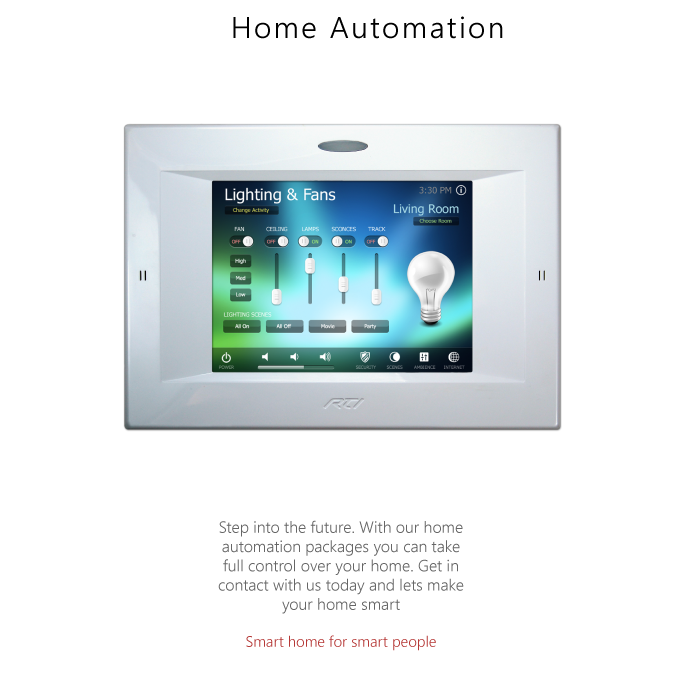 Home Automation
Lighting & Fans
3:30 PM
Change Activity
Living Room
Choose Room
FAN CEILING LAMPS SCONCES TRACK
OFF OFF ON ON OFF
High
Med
Low
LIGHTING SCENES
All On All Off Movie Party
POWER SECURITY SCENES AMBIENCE INTERNET
RTI
Step into the future. With our home
automation packages you can take
full control over your home. Get in
contact with us today and lets make
your home smart
Smart home for smart people